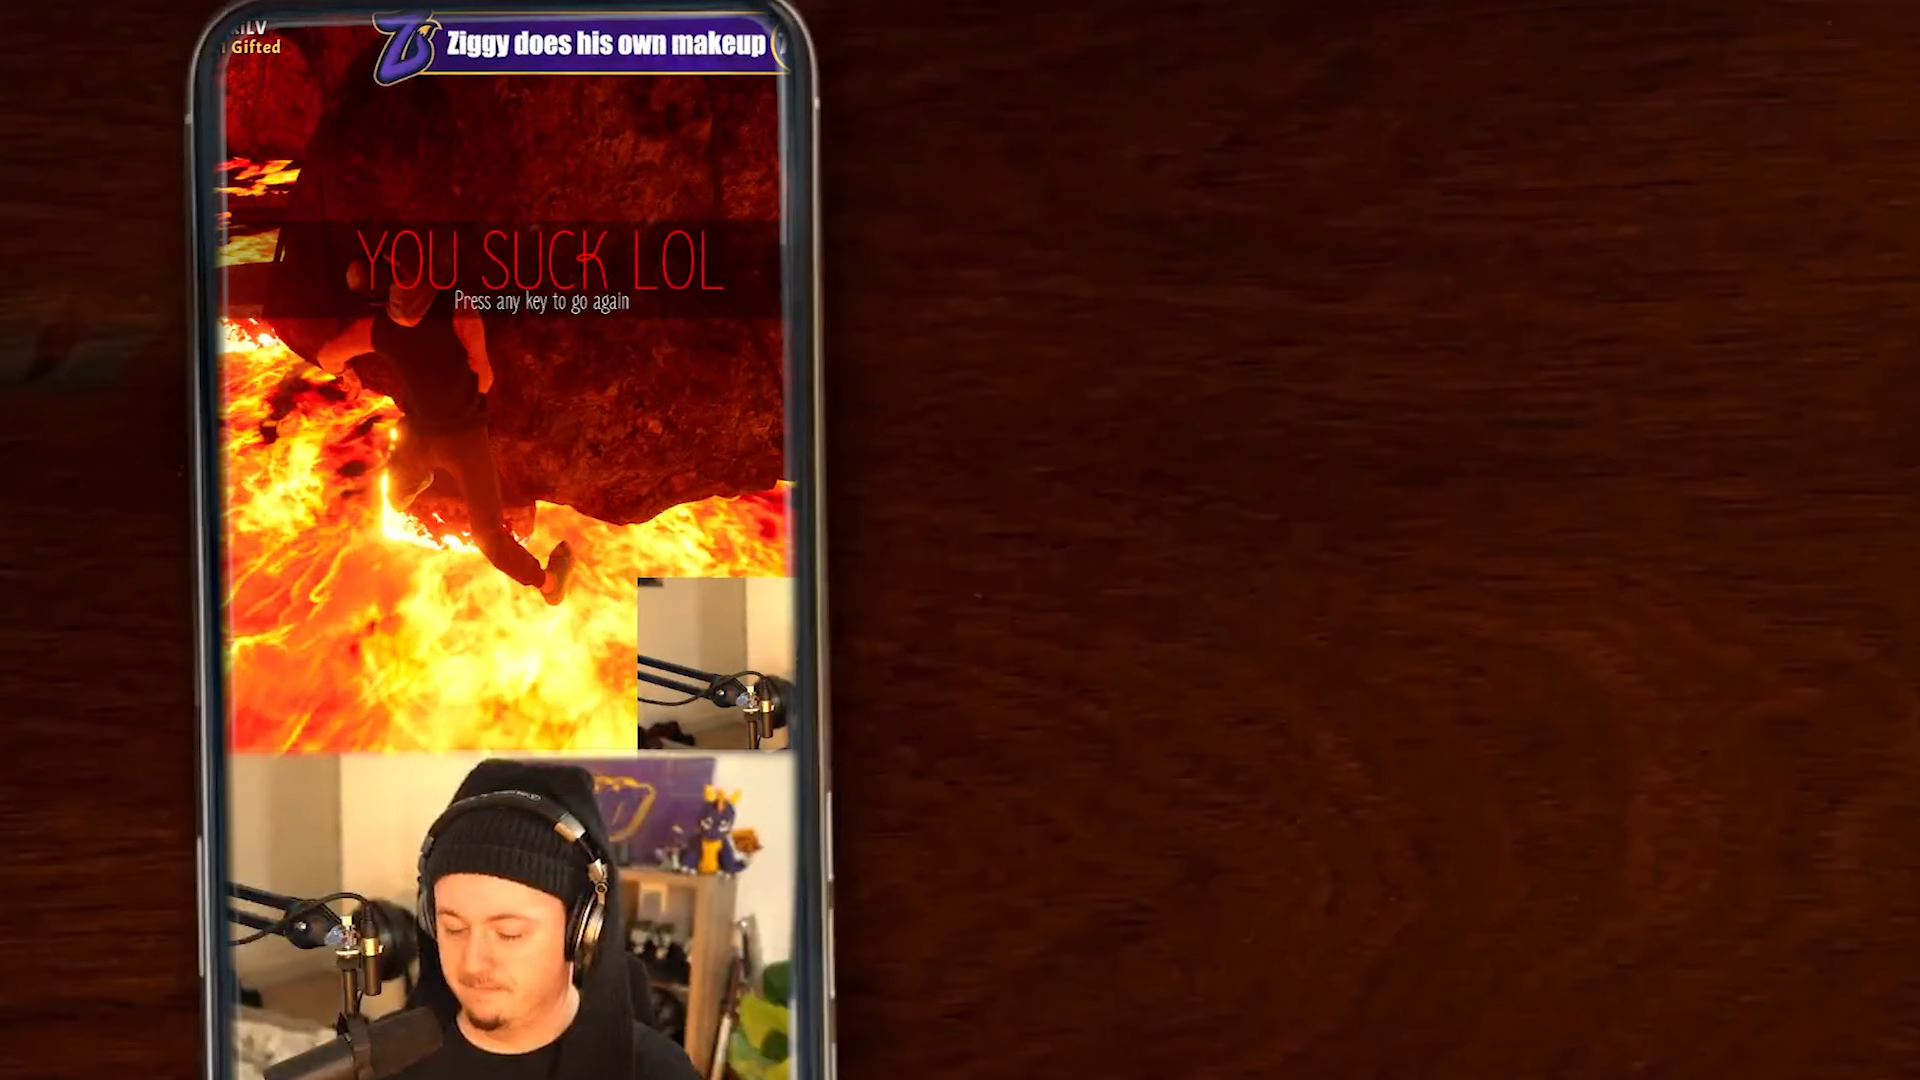 Gifted
Ziggy does his own makeup
YOU SUCK LOL
Press any key to go again